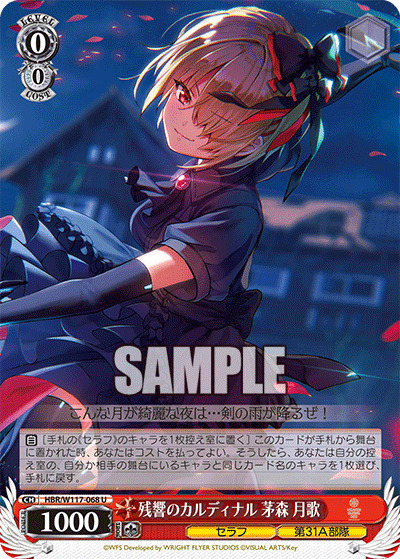 LEVEL
0
0
COST
SAMPLE
こんな月が綺麗な夜は…剣の雨が降るぜ！
[手札の《セラフ》のキャラを1枚控え室に置く] このカードが手札から舞台
に置かれた時、あなたはコストを払ってよい。そうしたら、あなたは自分の控
え室の、自分か相手の舞台にいるキャラと同じカード名のキャラを1枚選び、
手札に戻す。
CH HBR/W117-068 U
残響のカルディナル 茅森 月歌
1000
セラフ 第31A部隊
©WFS Developed by WRIGHT FLYER STUDIOS ©VISUAL ARTS/Key